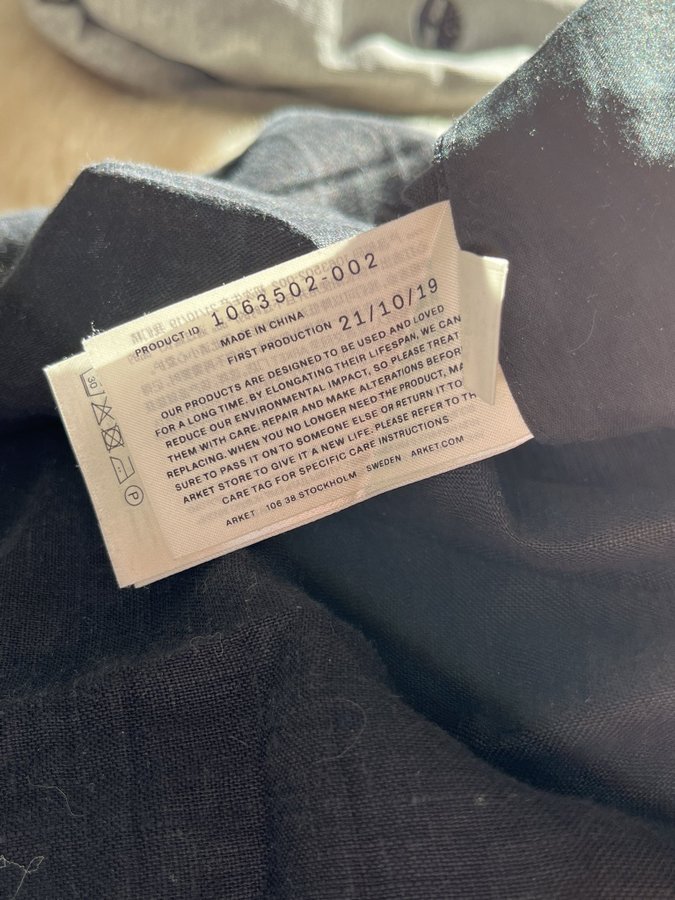 PRODUCT ID 1063502-002
MADE IN CHINA
FIRST PRODUCTION 21/10/19
OUR PRODUCTS ARE DESIGNED TO BE USED AND LOVED
FOR A LONG TIME. BY ELONGATING THEIR LIFESPAN, WE CAN
REDUCE OUR ENVIRONMENTAL IMPACT, SO PLEASE TREAT
THEM WITH CARE. REPAIR AND MAKE ALTERATIONS BEFOR
REPLACING. WHEN YOU NO LONGER NEED THE PRODUCT, MA
SURE TO PASS IT ON TO SOMEONE ELSE OR RETURN IT TO
ARKET STORE TO GIVE IT A NEW LIFE. PLEASE REFER TO TH
CARE TAG FOR SPECIFIC CARE INSTRUCTIONS
ARKET 106 38 STOCKHOLM SWEDEN ARKET.COM
30
P